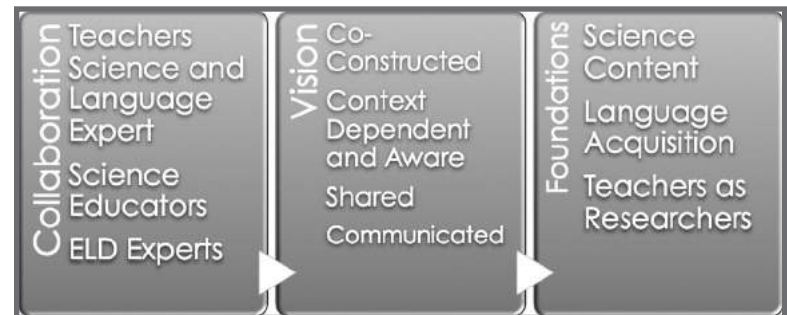 Collaboration
Teachers
Science and
Language
Expert
Science
Educators
ELD Experts
Vision
Co-
Constructed
Context
Dependent
and Aware
Shared
Communicated
Foundations
Science
Content
Language
Acquisition
Teachers as
Researchers